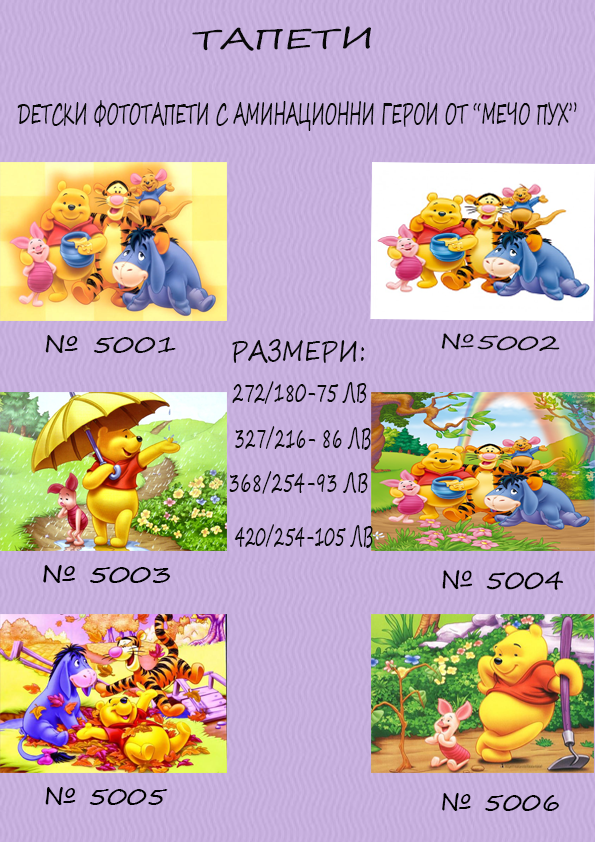 ТАПЕТИ
ДЕТСКИ ФОТОТАПЕТИ С АМИНАЦИОННИ ГЕРОИ ОТ “МЕЧО ПУХ”
№ 5001
№5002
РАЗМЕРИ:
272/180-75 ЛВ
327/216- 86 ЛВ
368/254-93 ЛВ
420/254-105 ЛВ
№ 5003
№ 5004
№ 5005
№ 5006